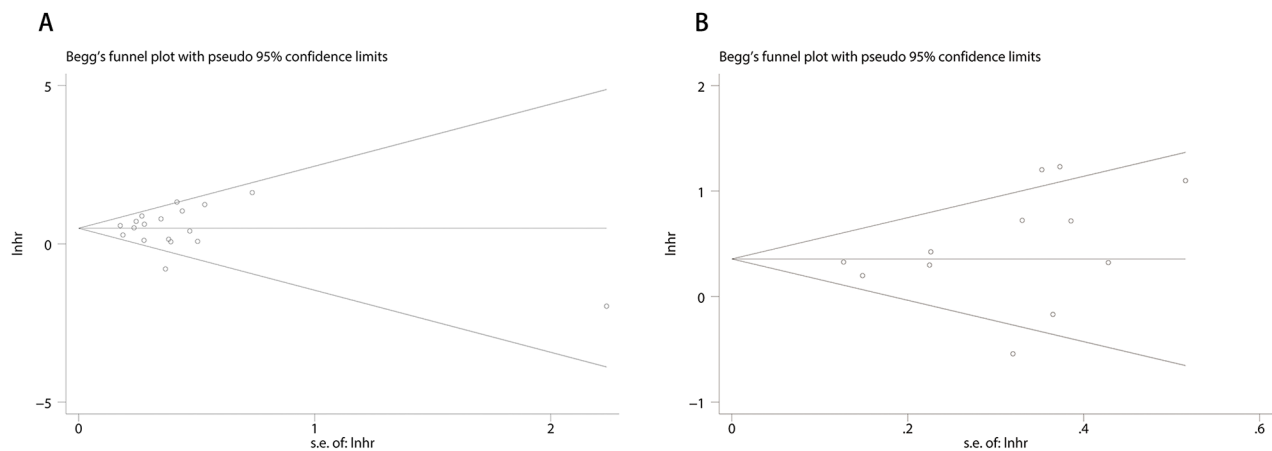 A
Begg's funnel plot with pseudo 95% confidence limits
5
0
−5
lnhr
0
1
2
s.e. of: lnhr
B
Begg's funnel plot with pseudo 95% confidence limits
2
1
0
−1
lnhr
0
.2
.4
.6
s.e. of: lnhr